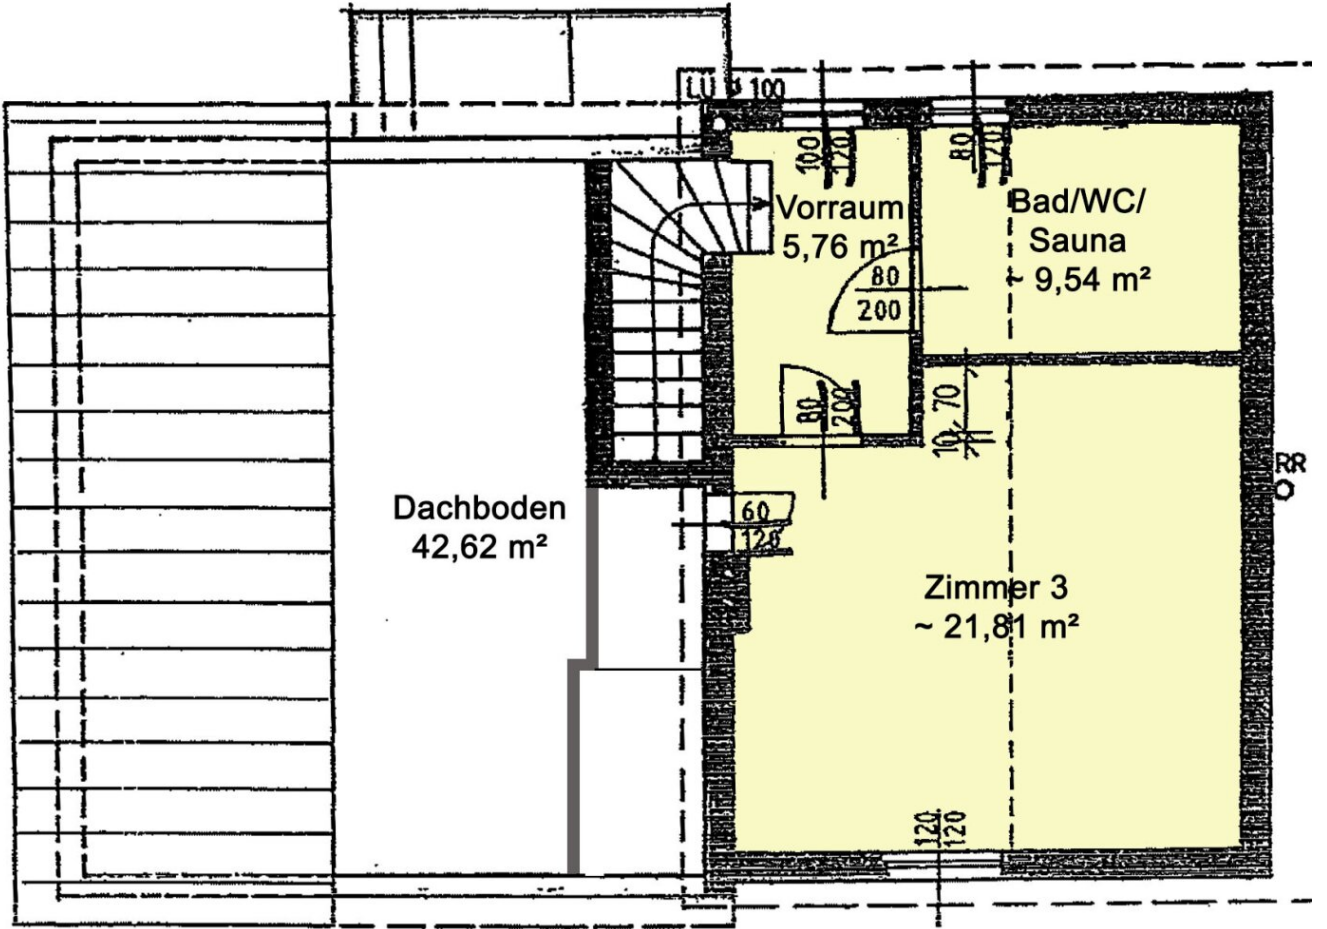 LU Ø 100
100
120
80
120
Vorraum
5,76 m²
Bad/WC/
Sauna
~ 9,54 m²
80
200
80
200
70
10
RR
Dachboden
42,62 m²
60
120
Zimmer 3
~ 21,81 m²
120
120